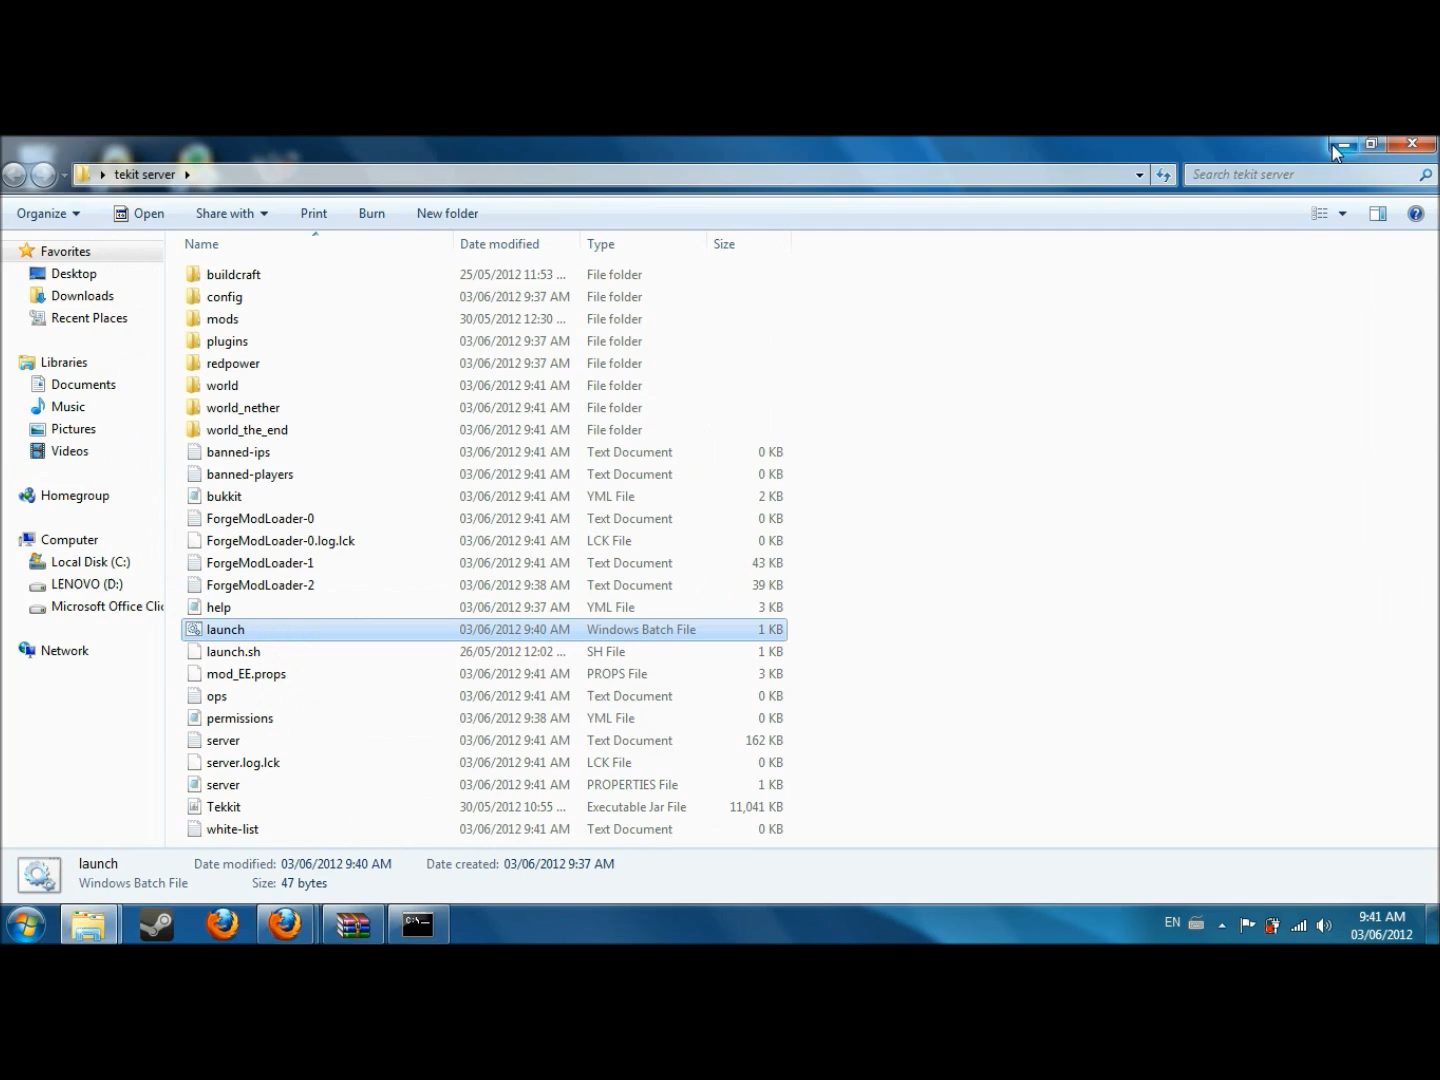 tekit server
Search tekit server
Organize Open Share with Print Burn New folder
Name Date modified Type Size
Favorites
Desktop
Downloads
Recent Places
Libraries
Documents
Music
Pictures
Videos
Homegroup
Computer
Local Disk (C:)
LENOVO (D:)
Microsoft Office Clic
Network
buildcraft 25/05/2012 11:53 ... File folder
config 03/06/2012 9:37 AM File folder
mods 30/05/2012 12:30 ... File folder
plugins 03/06/2012 9:37 AM File folder
redpower 03/06/2012 9:37 AM File folder
world 03/06/2012 9:41 AM File folder
world_nether 03/06/2012 9:41 AM File folder
world_the_end 03/06/2012 9:41 AM File folder
banned-ips 03/06/2012 9:41 AM Text Document 0 KB
banned-players 03/06/2012 9:41 AM Text Document 0 KB
bukkit 03/06/2012 9:41 AM YML File 2 KB
ForgeModLoader-0 03/06/2012 9:41 AM Text Document 0 KB
ForgeModLoader-0.log.lck 03/06/2012 9:41 AM LCK File 0 KB
ForgeModLoader-1 03/06/2012 9:41 AM Text Document 43 KB
ForgeModLoader-2 03/06/2012 9:38 AM Text Document 39 KB
help 03/06/2012 9:37 AM YML File 3 KB
launch 03/06/2012 9:40 AM Windows Batch File 1 KB
launch.sh 26/05/2012 12:02 ... SH File 1 KB
mod_EE.props 03/06/2012 9:41 AM PROPS File 3 KB
ops 03/06/2012 9:41 AM Text Document 0 KB
permissions 03/06/2012 9:38 AM YML File 0 KB
server 03/06/2012 9:41 AM Text Document 162 KB
server.log.lck 03/06/2012 9:41 AM LCK File 0 KB
server 03/06/2012 9:41 AM PROPERTIES File 1 KB
Tekkit 30/05/2012 10:55 ... Executable Jar File 11,041 KB
white-list 03/06/2012 9:41 AM Text Document 0 KB
launch Date modified: 03/06/2012 9:40 AM Date created: 03/06/2012 9:37 AM
Windows Batch File Size: 47 bytes
C:\
EN
9:41 AM
03/06/2012